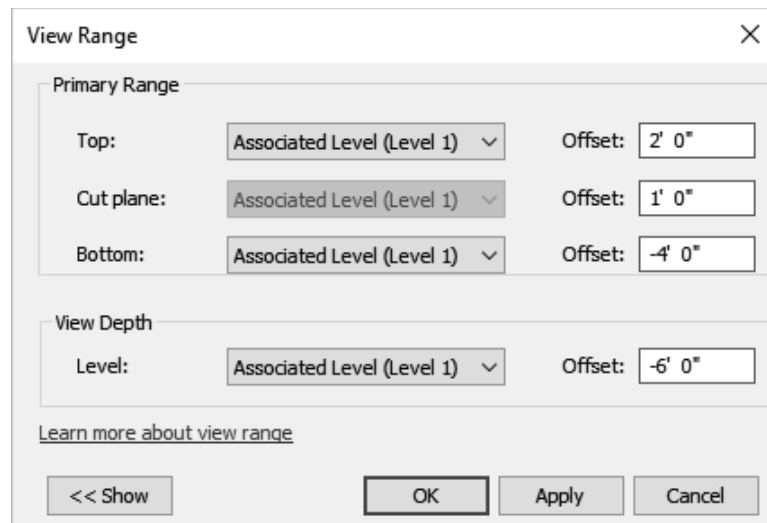 View Range
Primary Range
Top: Associated Level (Level 1) Offset: 2' 0"
Cut plane: Associated Level (Level 1) Offset: 1' 0"
Bottom: Associated Level (Level 1) Offset: -4' 0"
View Depth
Level: Associated Level (Level 1) Offset: -6' 0"
Learn more about view range
<< Show OK Apply Cancel